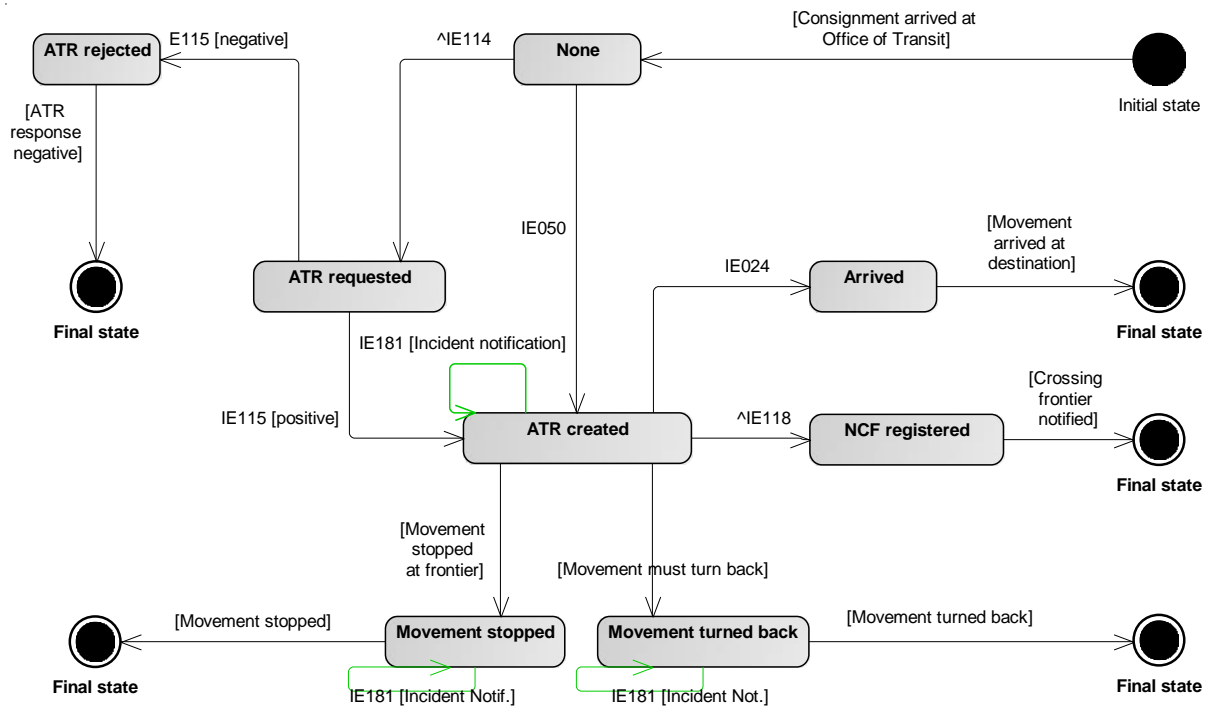 [Consignment arrived at
Office of Transit]
ATR rejected
E115 [negative]
^IE114
None
Initial state
[ATR
response
negative]
IE050
[Movement
arrived at
destination]
IE024
ATR requested
Arrived
Final state
Final state
IE181 [Incident notification]
[Crossing
frontier
notified]
IE115 [positive]
ATR created
^IE118
NCF registered
Final state
[Movement
stopped
at frontier]
[Movement must turn back]
[Movement stopped]
Movement stopped
Movement turned back
[Movement turned back]
Final state
IE181 [Incident Notif.]
IE181 [Incident Not.]
Final state